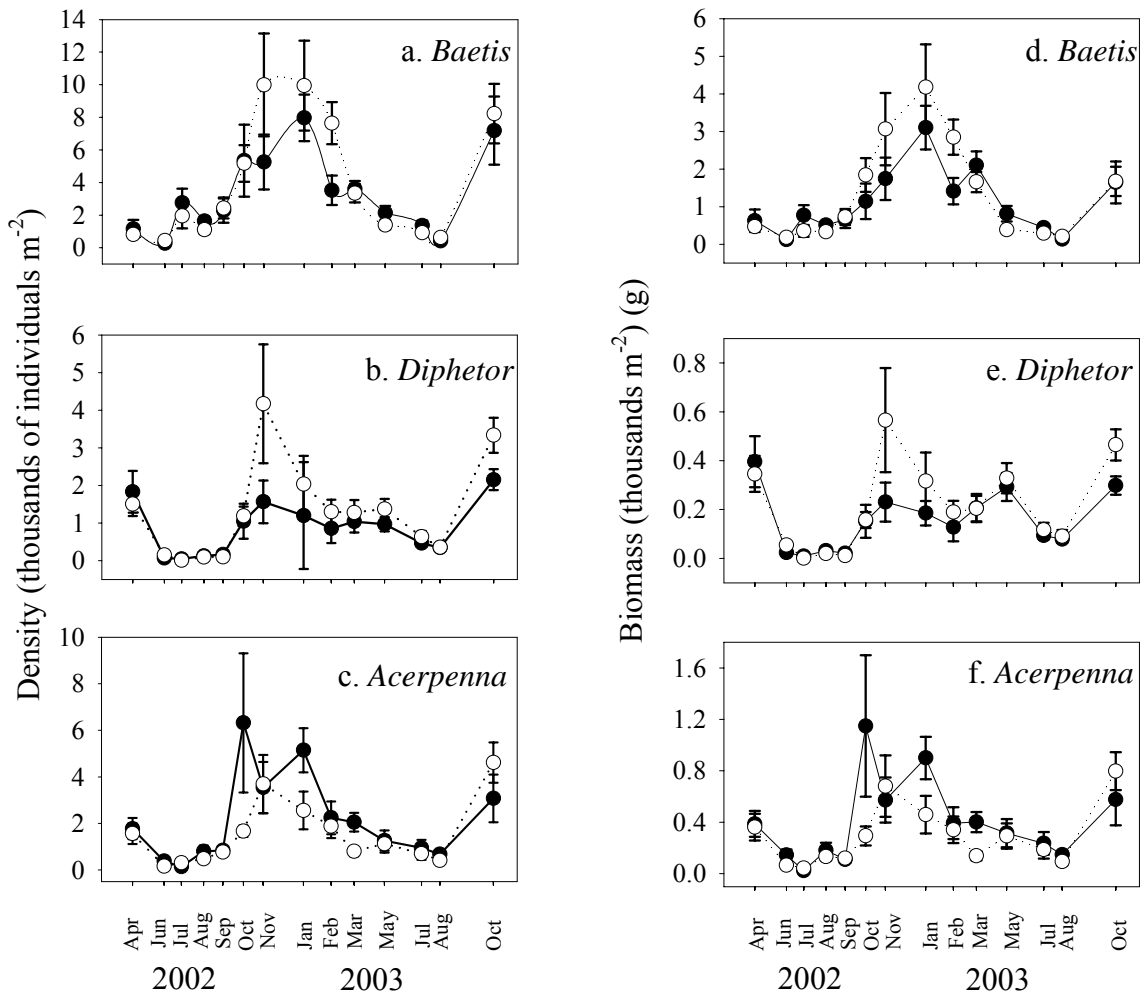 Density (thousands of individuals m-2)
14
12
10
8
6
4
2
0
a. Baetis
6
5
4
3
2
1
0
b. Diphetor
10
8
6
4
2
0
c. Acerpenna
Apr
Jun
Jul
Aug
Sep
Oct
Nov
Jan
Feb
Mar
May
Jul
Aug
Oct
2002
2003
Biomass (thousands m-2) (g)
6
5
4
3
2
1
0
d. Baetis
0.8
0.6
0.4
0.2
0.0
e. Diphetor
1.6
1.2
0.8
0.4
0.0
f. Acerpenna
Apr
Jun
Jul
Aug
Sep
Oct
Nov
Jan
Feb
Mar
May
Jul
Aug
Oct
2002
2003